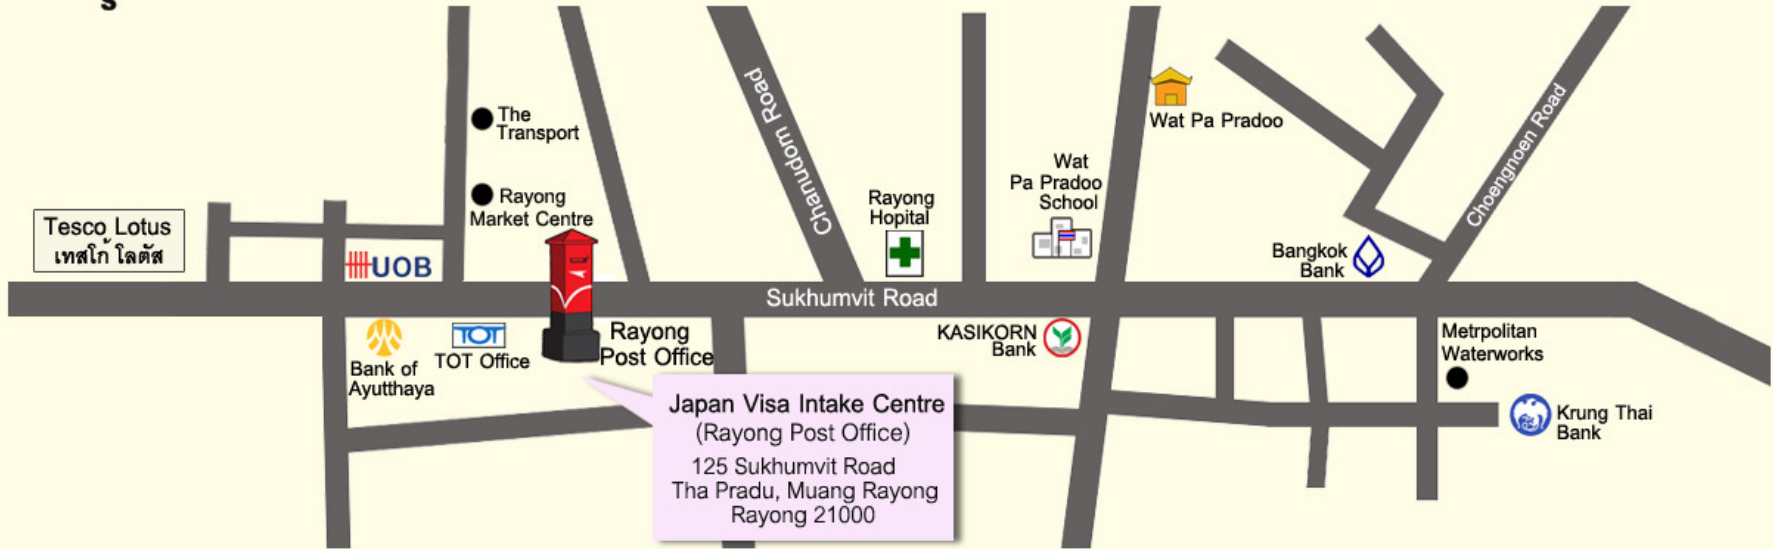 s
The
Transport
Rayong
Market Centre
Tesco Lotus
เทสโก้ โลตัส
UOB
Chanudom Road
Rayong
Hopital
Wat
Pa Pradoo
School
Wat Pa Pradoo
Choengnoen Road
Bangkok
Bank
Sukhumvit Road
Bank of
Ayutthaya
TOT
TOT Office
Rayong
Post Office
KASIKORN
Bank
Metrpolitan
Waterworks
Krung Thai
Bank
Japan Visa Intake Centre
(Rayong Post Office)
125 Sukhumvit Road
Tha Pradu, Muang Rayong
Rayong 21000